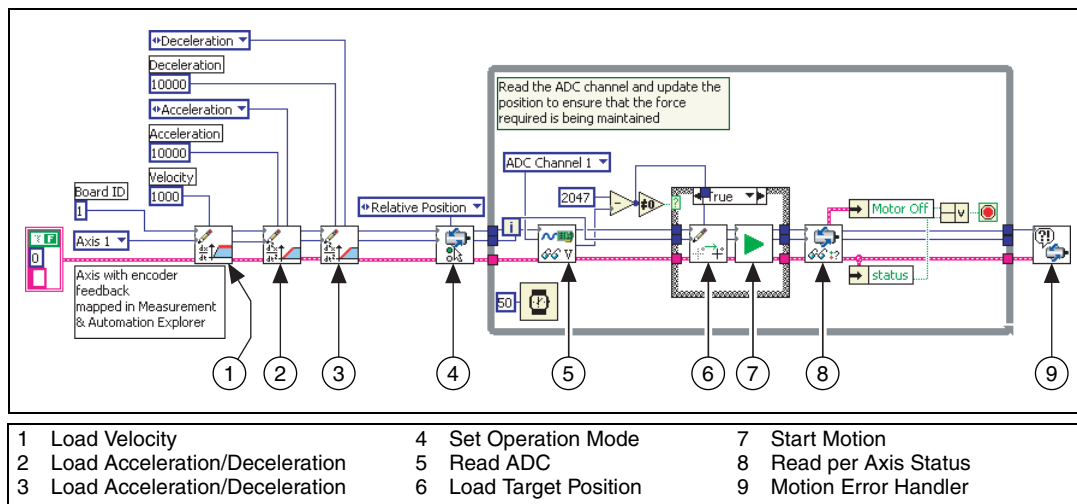 Deceleration
Deceleration
10000
Acceleration
Acceleration
10000
Velocity
1000
Board ID
1
Axis 1
? F
0
Axis with encoder
feedback
mapped in Measurement
& Automation Explorer
Relative Position
Read the ADC channel and update the
position to ensure that the force
required is being maintained
ADC Channel 1
2047
-
≠0
?
True
i
V
50
Motor Off
v
status
?!
1
2
3
4
5
6
7
8
9
1 Load Velocity
2 Load Acceleration/Deceleration
3 Load Acceleration/Deceleration
4 Set Operation Mode
5 Read ADC
6 Load Target Position
7 Start Motion
8 Read per Axis Status
9 Motion Error Handler